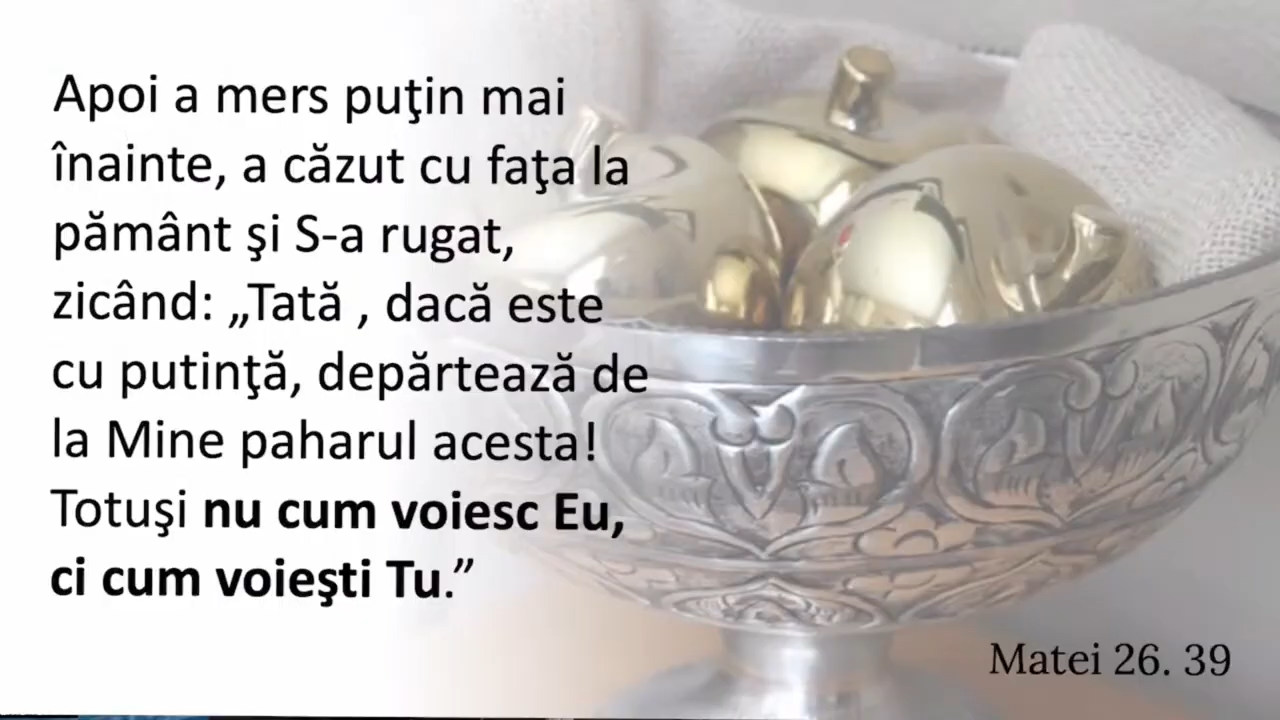 Apoi a mers puţin mai
înainte, a căzut cu faţa la
pământ şi S-a rugat,
zicând: „Tată , dacă este
cu putinţă, depărtează de
la Mine paharul acesta!
Totuşi nu cum voiesc Eu,
ci cum voieşti Tu.”
Matei 26. 39